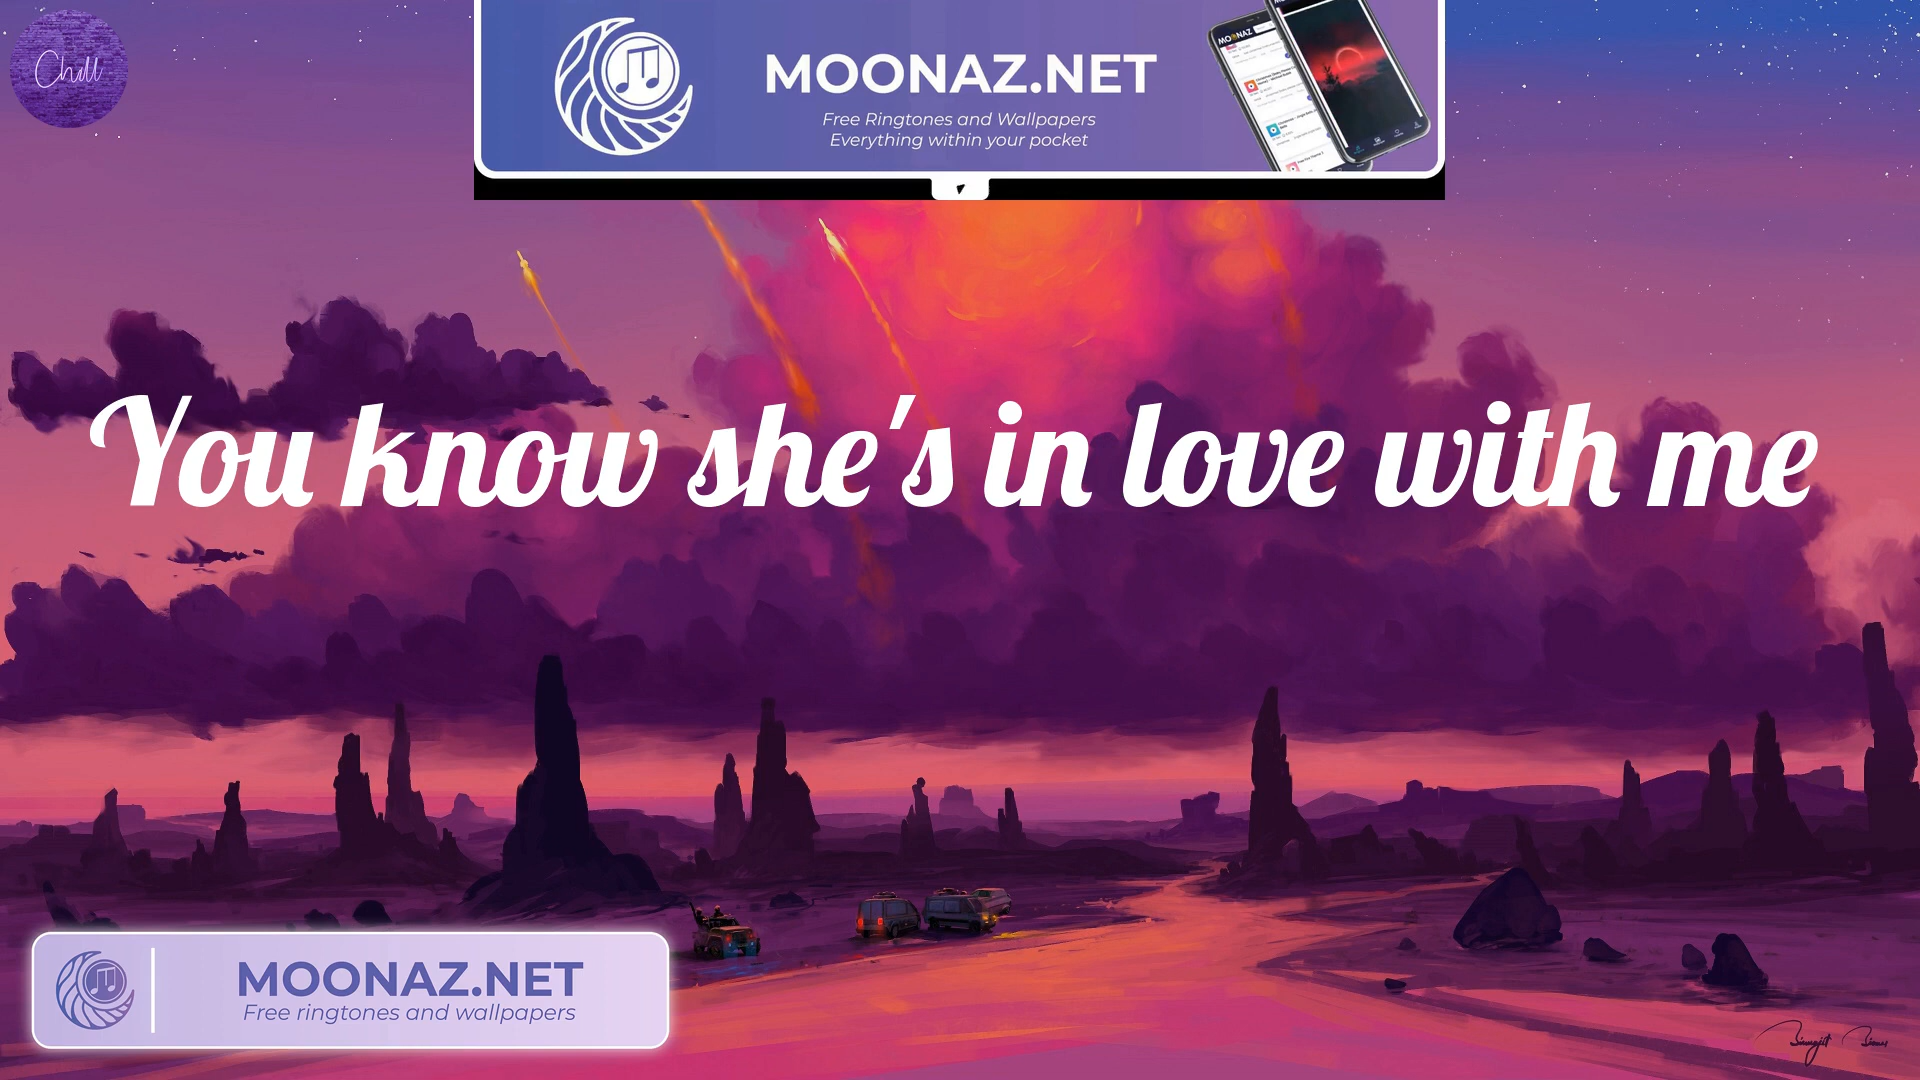 Chill
MOONAZ.NET
Free Ringtones and Wallpapers
Everything within your pocket
You know she's in love with me
MOONAZ.NET
Free ringtones and wallpapers